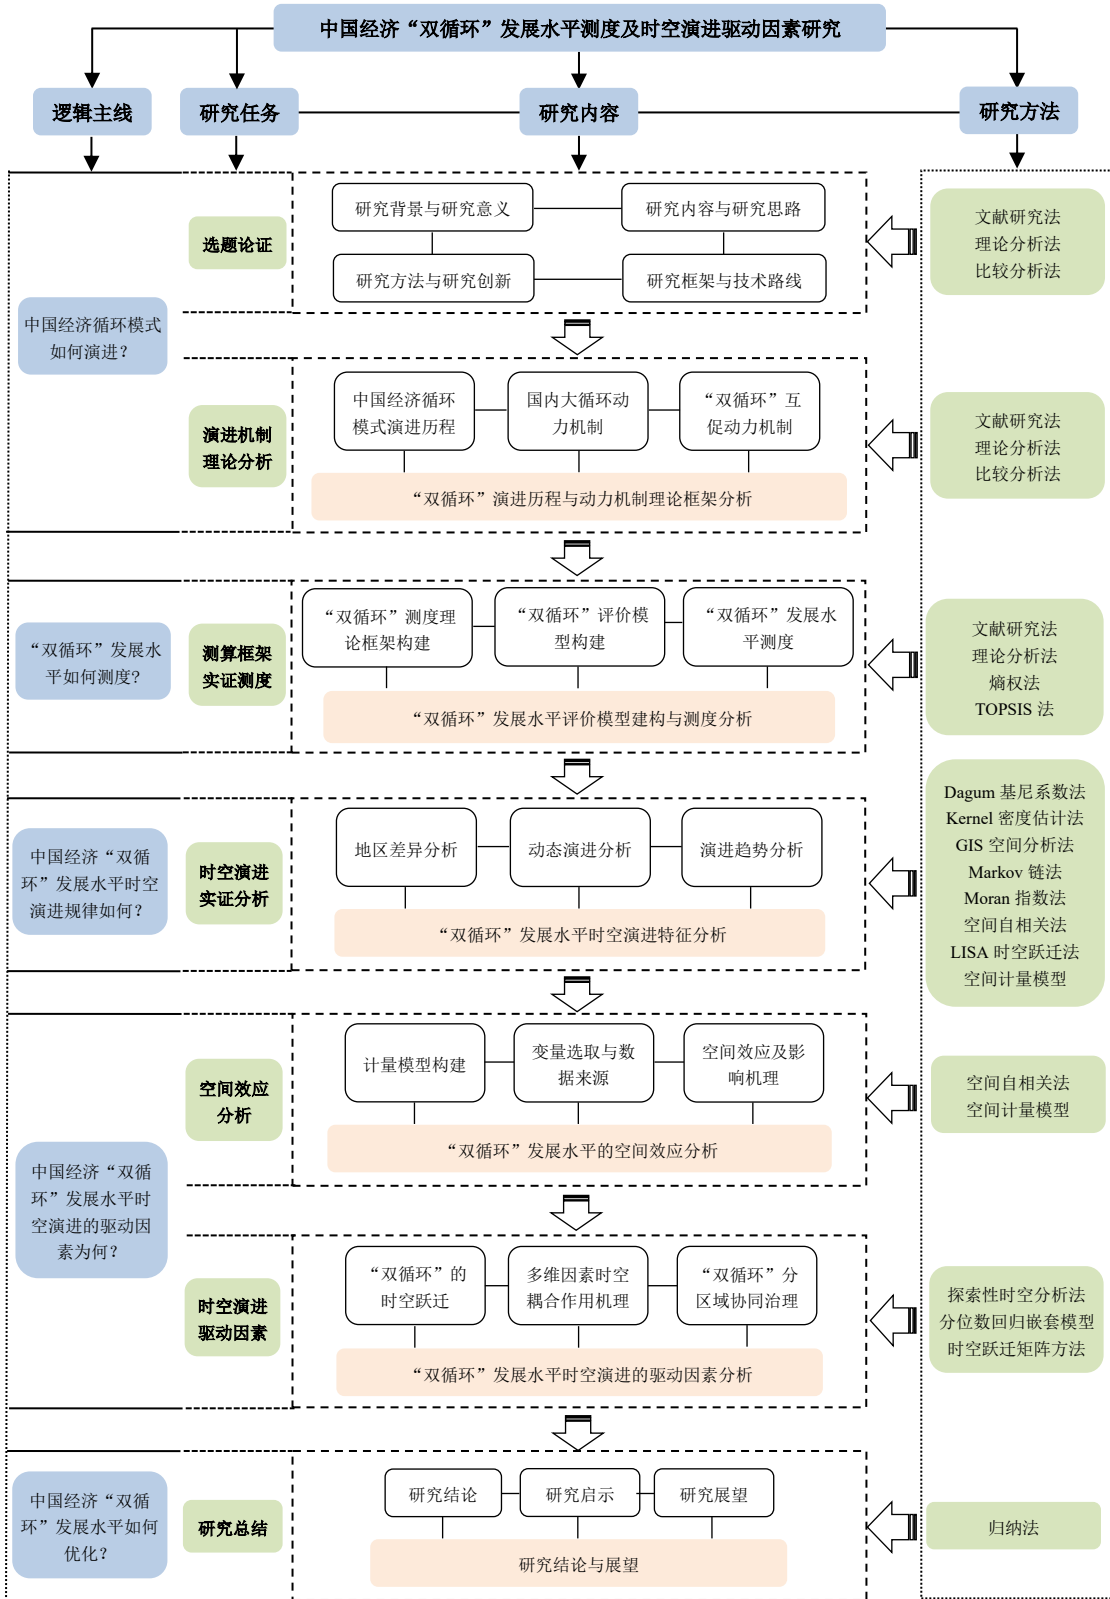 中国经济“双循环”发展水平测度及时空演进驱动因素研究
逻辑主线
研究任务
研究内容
研究方法
中国经济循环模式
如何演进?
选题论证
研究背景与研究意义
研究内容与研究思路
研究方法与研究创新
研究框架与技术路线
文献研究法
理论分析法
比较分析法
演进机制
理论分析
中国经济循环
模式演进历程
国内大循环动
力机制
“双循环”互
促动力机制
“双循环”演进历程与动力机制理论框架分析
文献研究法
理论分析法
比较分析法
“双循环”发展水
平如何测度?
测算框架
实证测度
“双循环”测度理
论框架构建
“双循环”评价模
型构建
“双循环”发展水
平测度
“双循环”发展水平评价模型建构与测度分析
文献研究法
理论分析法
熵权法
TOPSIS 法
中国经济“双循
环”发展水平时空
演进规律如何?
时空演进
实证分析
地区差异分析
动态演进分析
演进趋势分析
“双循环”发展水平时空演进特征分析
Dagum 基尼系数法
Kernel 密度估计法
GIS 空间分析法
Markov 链法
Moran 指数法
空间自相关法
LISA 时空跃迁法
空间计量模型
中国经济“双循
环”发展水平时
空演进的驱动因
素为何?
空间效应
分析
计量模型构建
变量选取与数
据来源
空间效应及影
响机理
“双循环”发展水平的空间效应分析
空间自相关法
空间计量模型
时空演进
驱动因素
“双循环”的
时空跃迁
多维因素时空
耦合作用机理
“双循环”分
区域协同治理
“双循环”发展水平时空演进的驱动因素分析
探索性时空分析法
分位数回归嵌套模型
时空跃迁矩阵方法
中国经济“双循
环”发展水平如何
优化?
研究总结
研究结论
研究启示
研究展望
研究结论与展望
归纳法